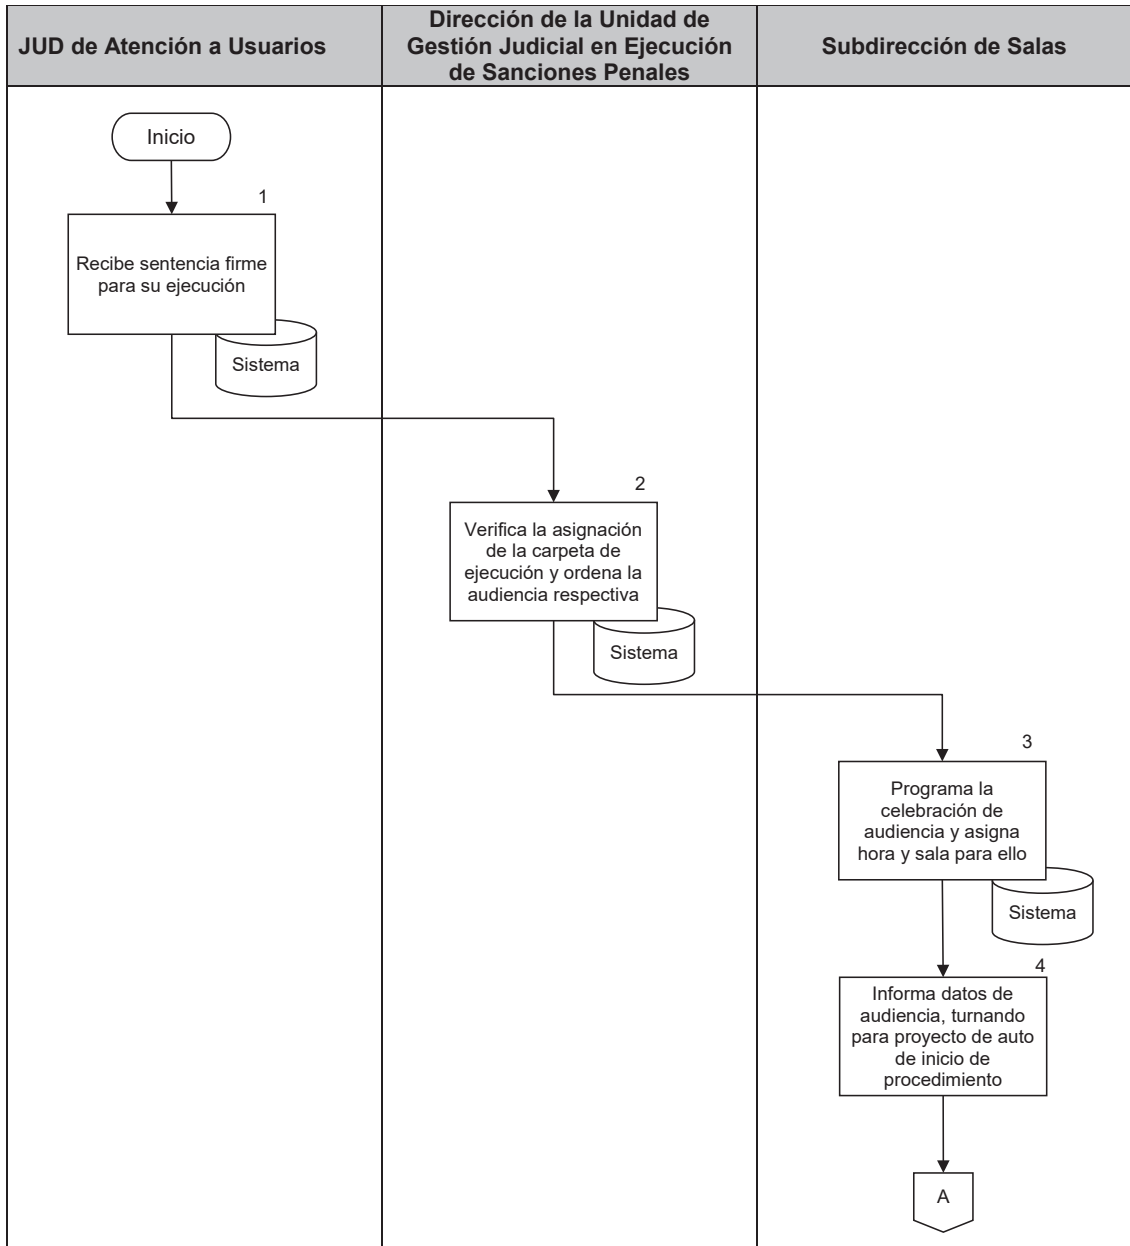 JUD de Atención a Usuarios
Dirección de la Unidad de
Gestión Judicial en Ejecución
de Sanciones Penales
Subdirección de Salas
Inicio
1
Recibe sentencia firme
para su ejecución
Sistema
2
Verifica la asignación
de la carpeta de
ejecución y ordena la
audiencia respectiva
Sistema
3
Programa la
celebración de
audiencia y asigna
hora y sala para ello
Sistema
4
Informa datos de
audiencia, turnando
para proyecto de auto
de inicio de
procedimiento
A